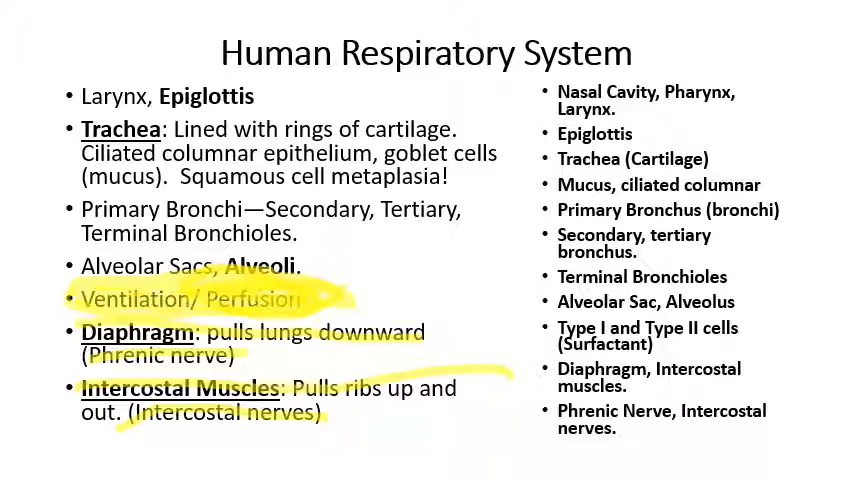 Human Respiratory System
• Larynx, Epiglottis
• Trachea: Lined with rings of cartilage.
Ciliated columnar epithelium, goblet cells
(mucus).  Squamous cell metaplasia!
• Primary Bronchi—Secondary, Tertiary,
Terminal Bronchioles.
• Alveolar Sacs, Alveoli.
• Ventilation/ Perfusion
• Diaphragm: pulls lungs downward
(Phrenic nerve)
• Intercostal Muscles: Pulls ribs up and
out. (Intercostal nerves)
• Nasal Cavity, Pharynx,
Larynx.
• Epiglottis
• Trachea (Cartilage)
• Mucus, ciliated columnar
• Primary Bronchus (bronchi)
• Secondary, tertiary
bronchus.
• Terminal Bronchioles
• Alveolar Sac, Alveolus
• Type I and Type II cells
(Surfactant)
• Diaphragm, Intercostal
muscles.
• Phrenic Nerve, Intercostal
nerves.